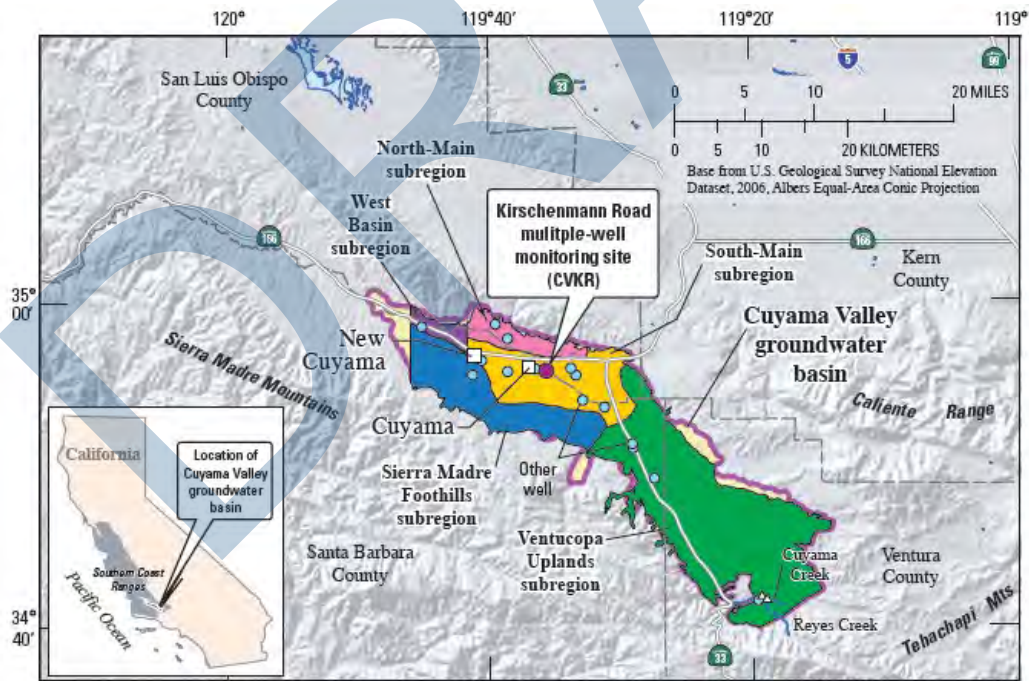 120°
119°40'
119°20'
119°
San Luis Obispo
County
33
5
99
0 5 10 20 MILES
0 5 10 20 KILOMETERS
Base from U.S. Geological Survey National Elevation
Dataset, 2006, Albers Equal-Area Conic Projection
North-Main
subregion
West
Basin
subregion
Kirschenmann Road
mulitple-well
monitoring site
(CVKR)
166
166
South-Main
subregion
Kern
County
35°
00'
New
Cuyama
Cuyama Valley
groundwater
basin
Sierra Madre Mountains
Caliente Range
Cuyama
California
Location of
Cuyama Valley
groundwater
basin
Southern Coast
Ranges
Pacific Ocean
Sierra Madre
Foothills
subregion
Other
well
Ventucopa
Uplands
subregion
Santa Barbara
County
Cuyama
Creek
Ventura
County
Reyes Creek
Tehachapi Mts
34°
40'
33
DRA